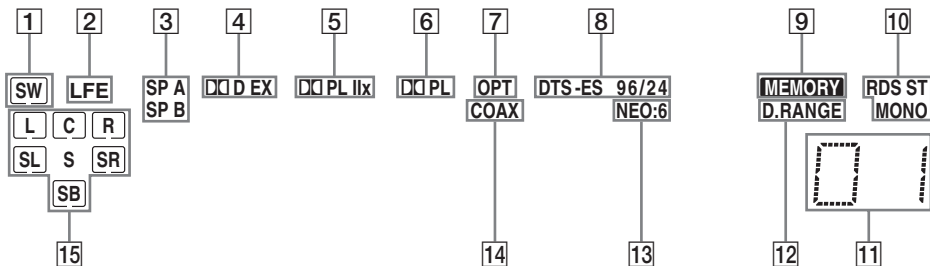 1 2 3 4 5 6 7 8 9 10
SW LFE SP A DD D EX DD PL IIx DD PL OPT DTS-ES 96/24 MEMORY RDS ST
SP B COAX NEO:6 D.RANGE MONO
L C R
SL S SR
SB
0 1
15 14 13 12 11